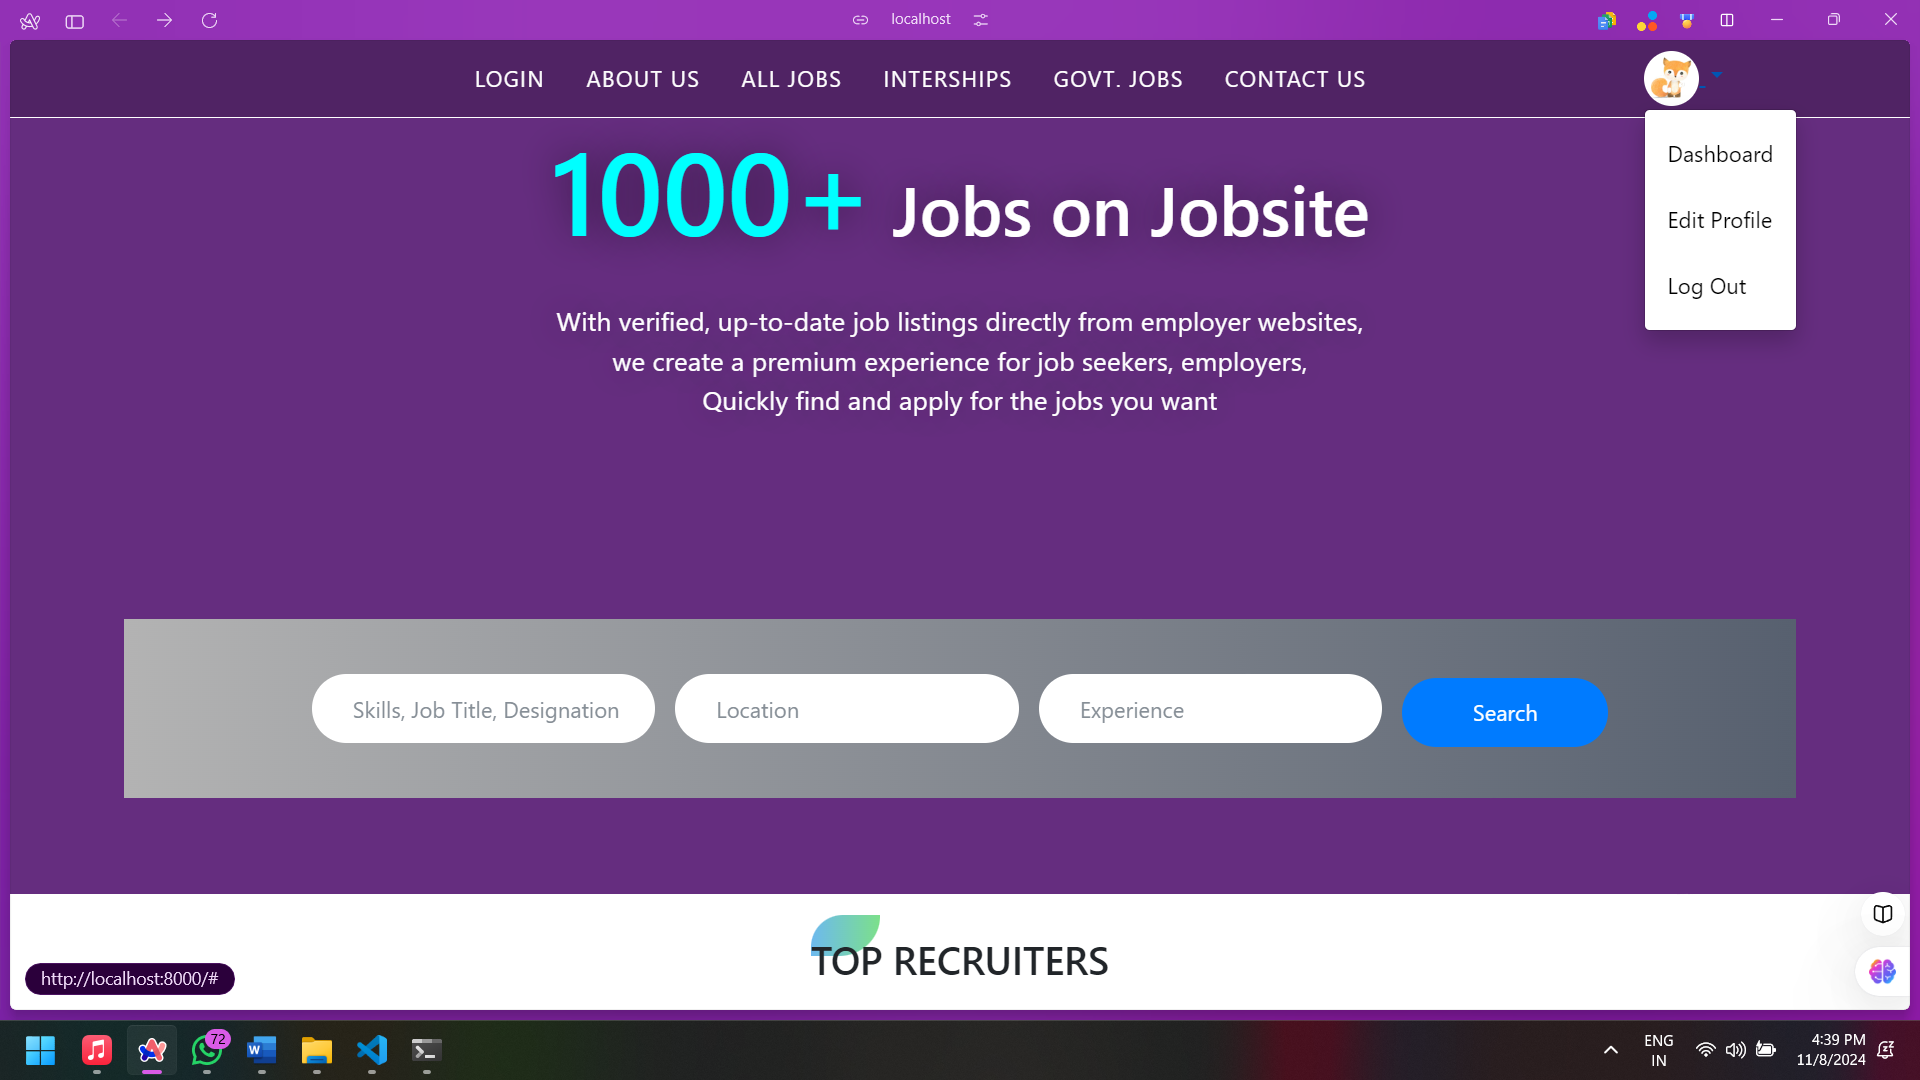 localhost
LOGIN ABOUT US ALL JOBS INTERSHIPS GOVT. JOBS CONTACT US
Dashboard
Edit Profile
Log Out
1000+ Jobs on Jobsite
With verified, up-to-date job listings directly from employer websites,
we create a premium experience for job seekers, employers,
Quickly find and apply for the jobs you want
Skills, Job Title, Designation Location Experience Search
TOP RECRUITERS
http://localhost:8000/#
72
W
ENG
IN
4:39 PM
11/8/2024